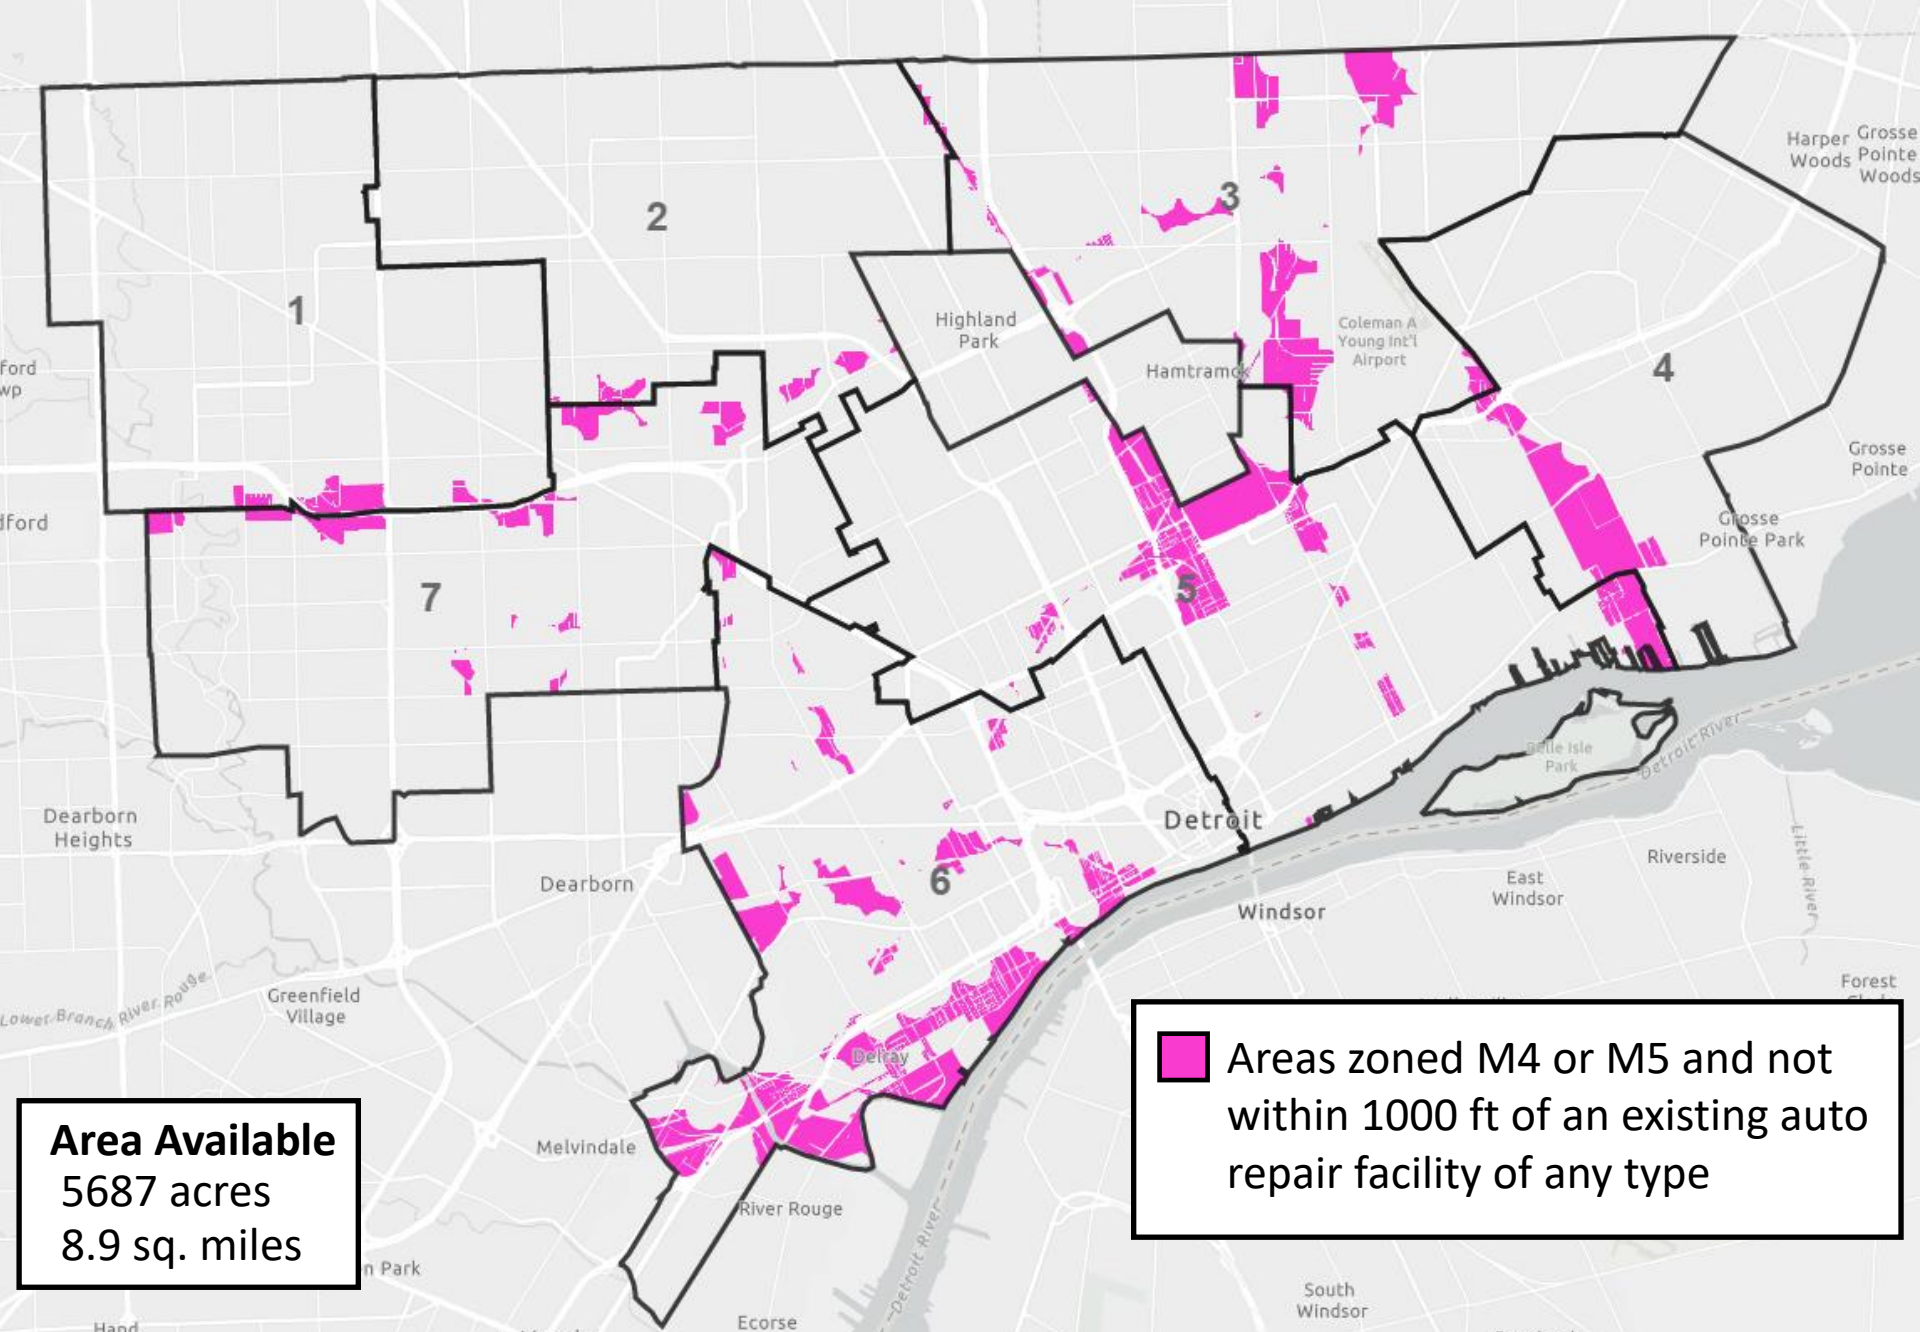 Harper
Woods
Grosse
Pointe
Woods
3
2
1
Highland
Park
Coleman A
Young Int'l
Airport
Hamtramck
4
ford
wp
Grosse
Pointe
dford
Grosse
Pointe Park
7
5
Belle Isle
Park
Detroit River
Dearborn
Heights
Detroit
Little River
Riverside
Dearborn
6
East
Windsor
Windsor
Lower Branch River Rouge
Greenfield
Village
Forest
Delray
Melvindale
River Rouge
Detroit River
n Park
South
Windsor
Ecorse
Hand
Areas zoned M4 or M5 and not
within 1000 ft of an existing auto
repair facility of any type
Area Available
5687 acres
8.9 sq. miles